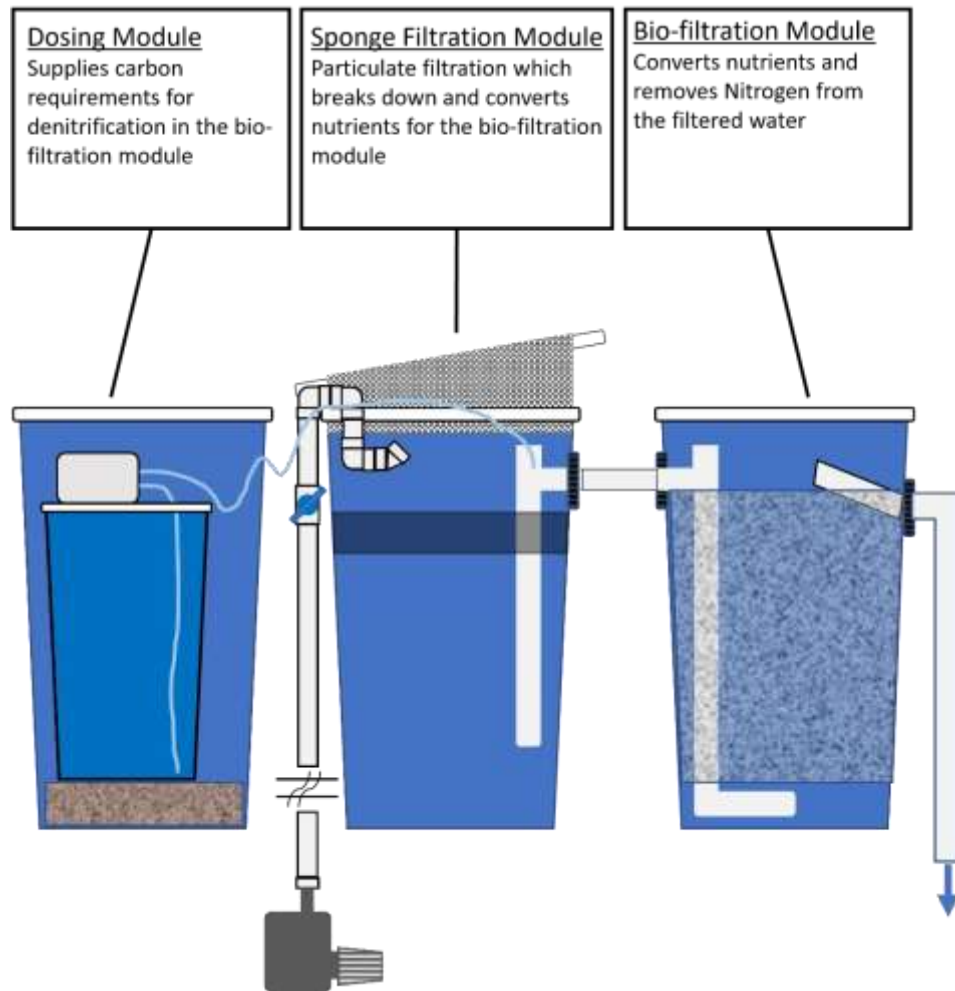 Dosing Module
Supplies carbon
requirements for
denitrification in the bio-
filtration module
Sponge Filtration Module
Particulate filtration which
breaks down and converts
nutrients for the bio-filtration
module
Bio-filtration Module
Converts nutrients and
removes Nitrogen from
the filtered water